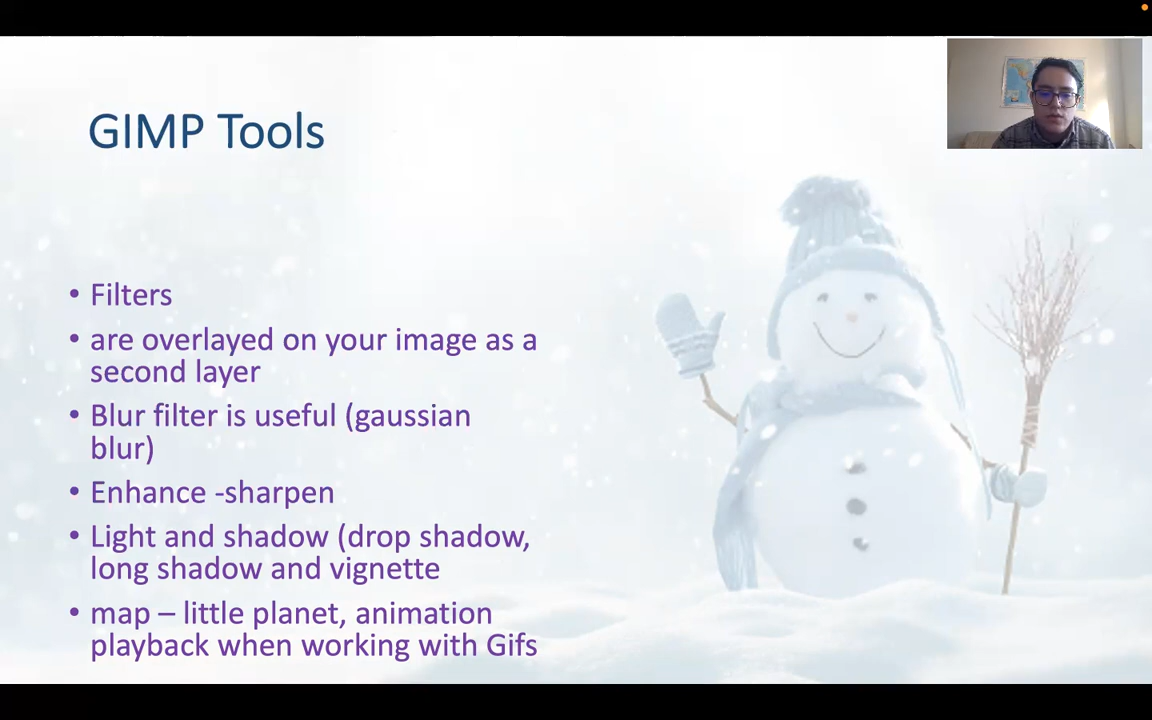 GIMP Tools
• Filters
• are overlayed on your image as a
second layer
• Blur filter is useful (gaussian
blur)
• Enhance -sharpen
• Light and shadow (drop shadow,
long shadow and vignette
• map – little planet, animation
playback when working with Gifs